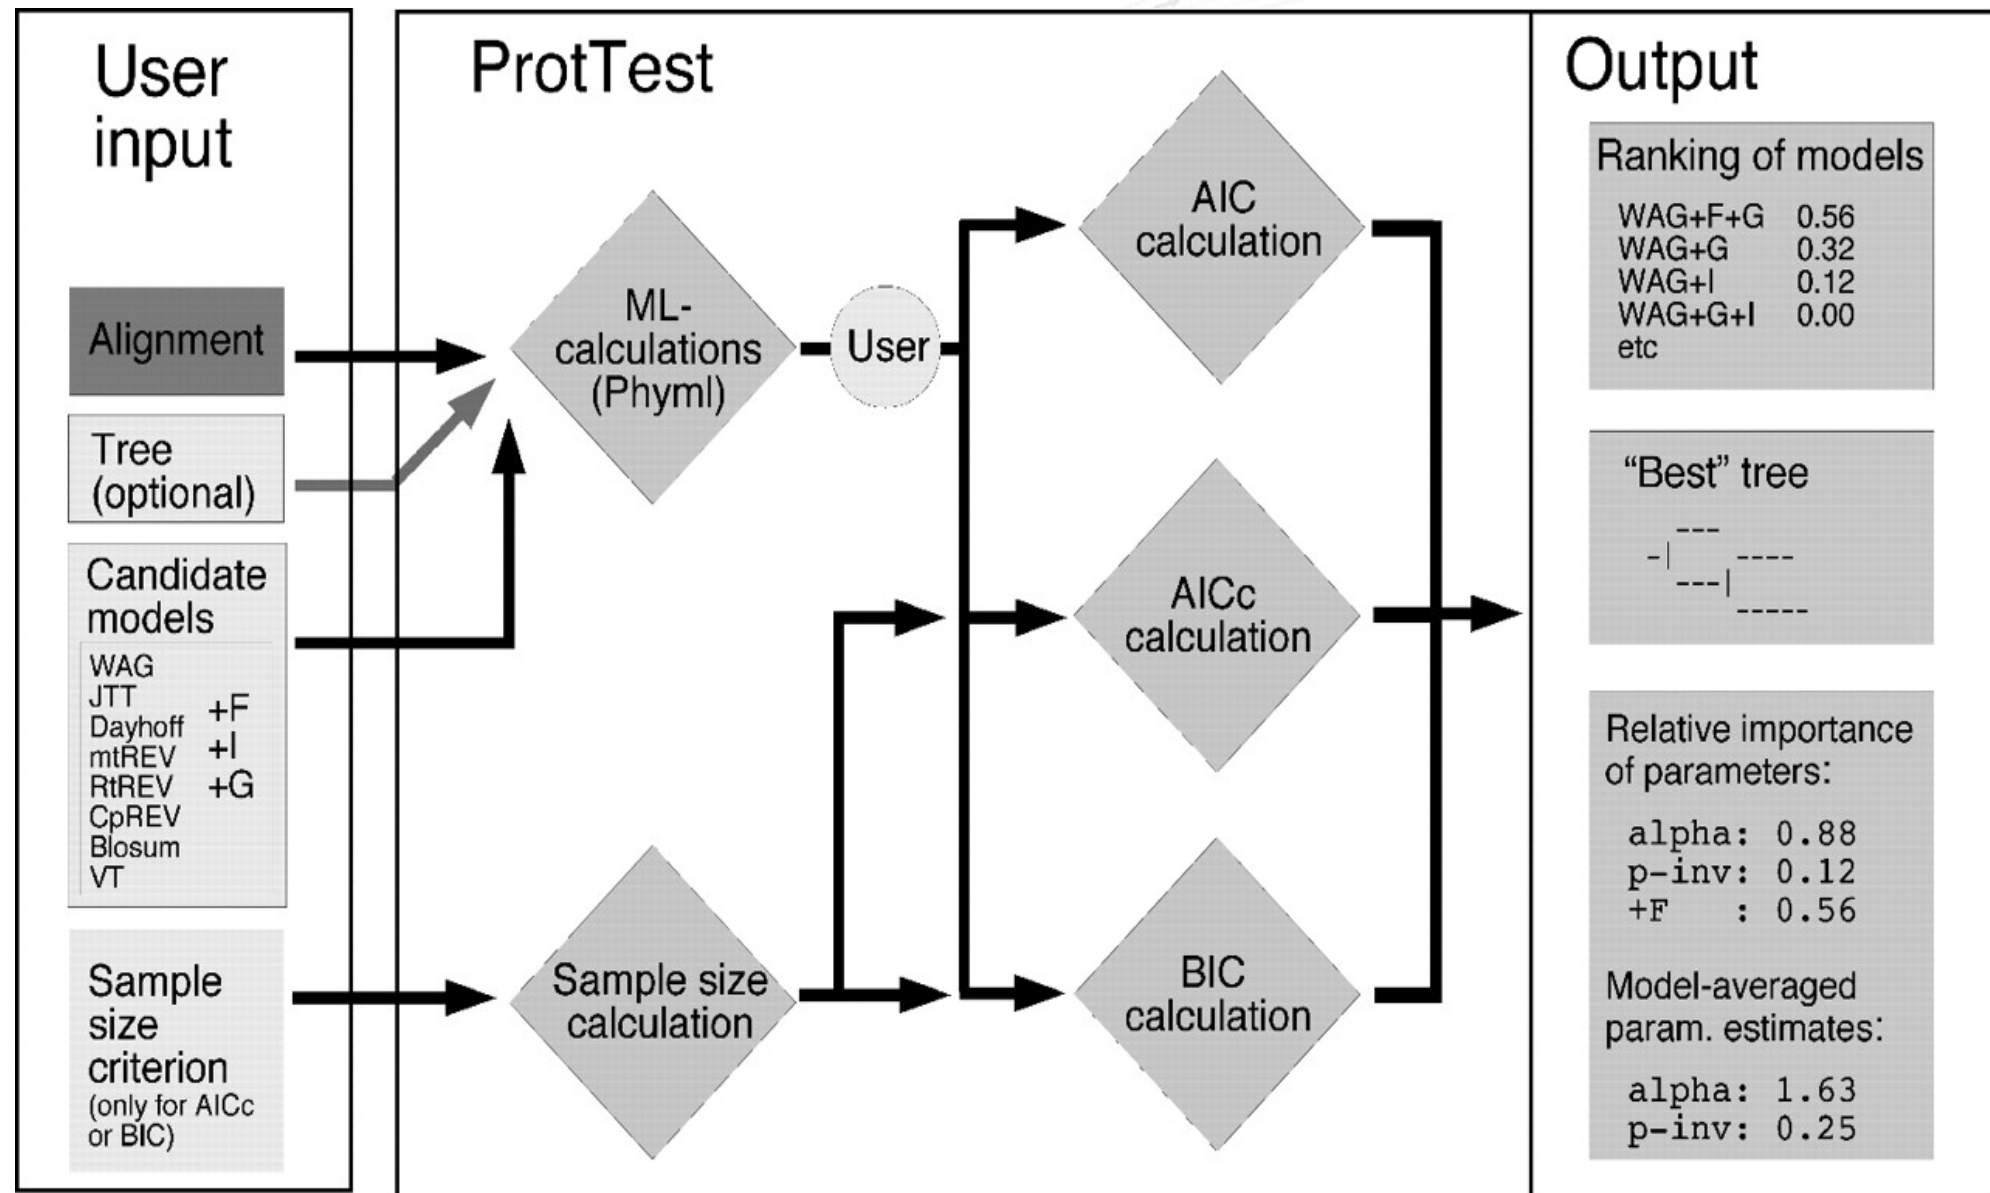 User
input
Alignment
Tree
(optional)
Candidate
models
WAG
JTT
Dayhoff
mtREV
RtREV
CpREV
Blosum
VT
+F
+I
+G
Sample
size
criterion
(only for AICc
or BIC)
ProtTest
ML-
calculations
(Phyml)
User
Sample size
calculation
AIC
calculation
AICc
calculation
BIC
calculation
Output
Ranking of models
WAG+F+G 0.56
WAG+G 0.32
WAG+I 0.12
WAG+G+I 0.00
etc
“Best” tree
Relative importance
of parameters:
alpha: 0.88
p-inv: 0.12
+F : 0.56
Model-averaged
param. estimates:
alpha: 1.63
p-inv: 0.25